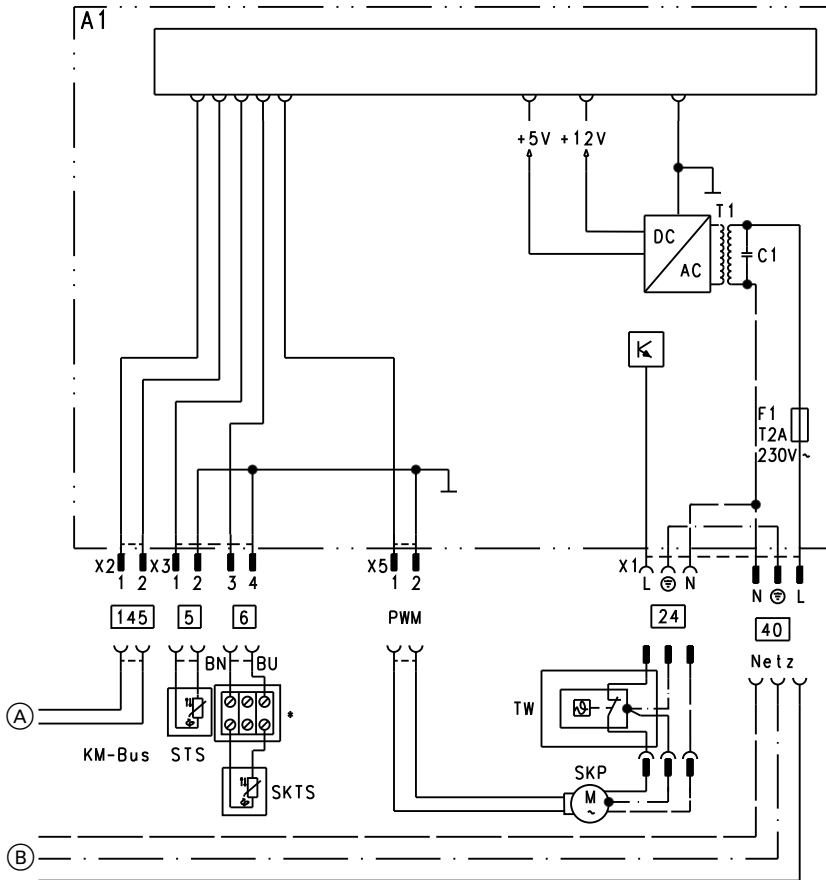 A1
+5V +12V
T1
DC
AC
C1
F1
T2A
230V ~
X2 X3 X5 X1
1 2 1 2 3 4 1 2 L N N L
145 5 6 PWM 24 40
Netz
BN BU
TW
A
*
KM-Bus STS
SKTS
SKP
M
~
B